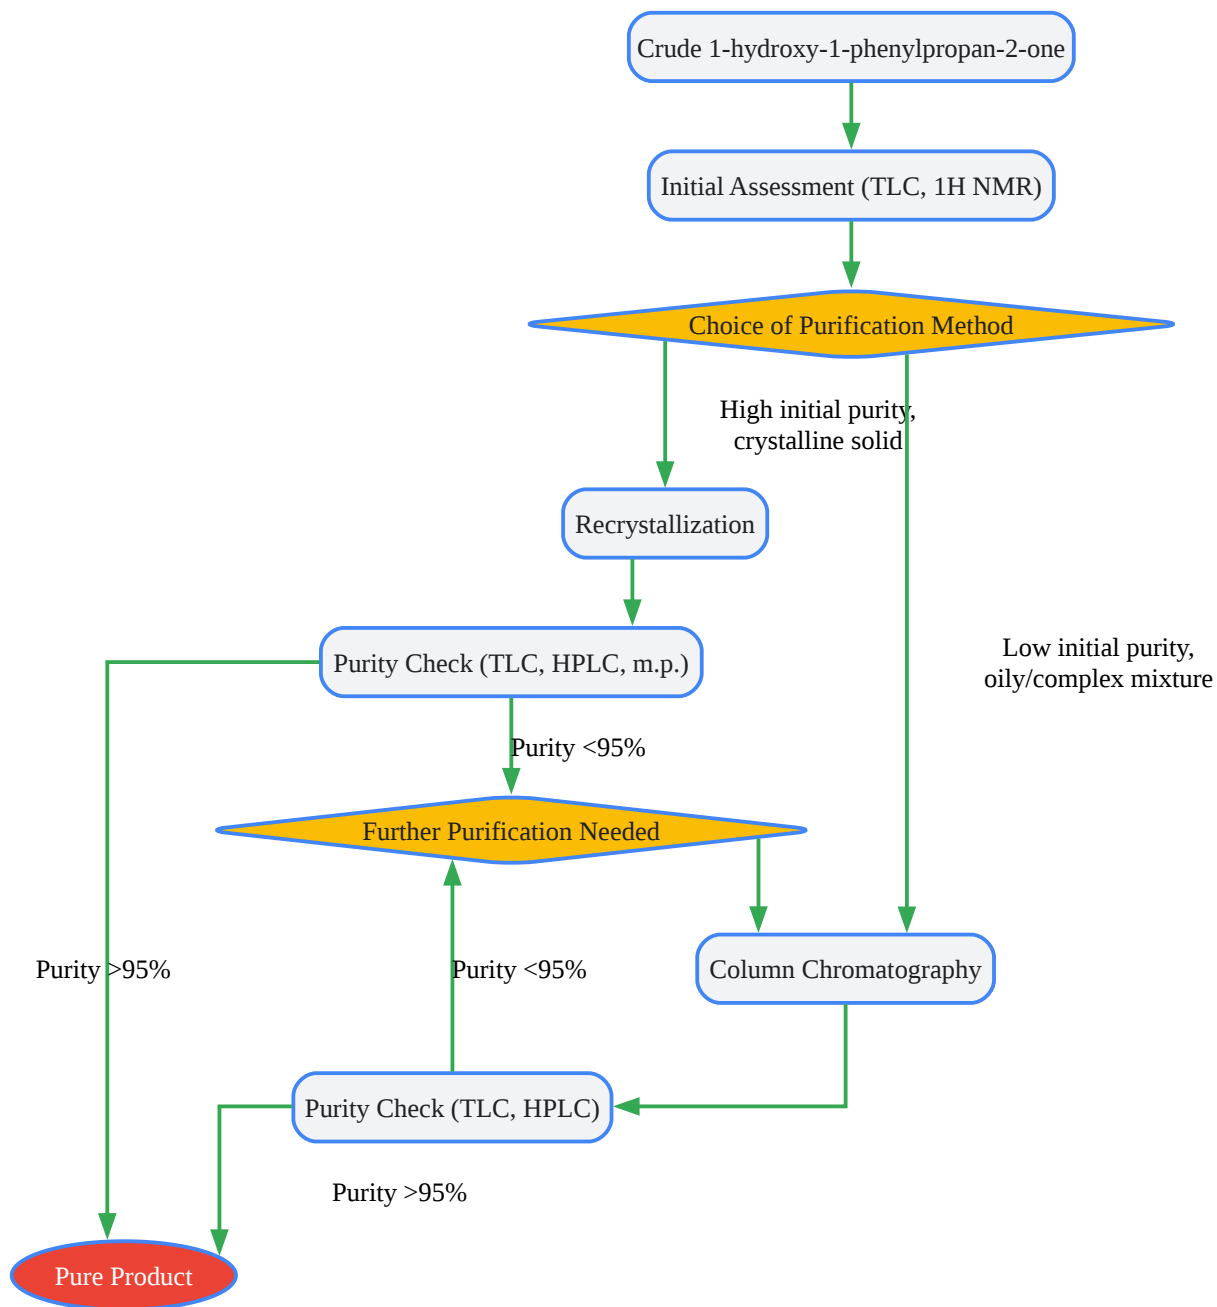 Crude 1-hydroxy-1-phenylpropan-2-one
Initial Assessment (TLC, 1H NMR)
Choice of Purification Method
High initial purity,
crystalline solid
Recrystallization
Low initial purity,
oily/complex mixture
Purity Check (TLC, HPLC, m.p.)
Purity <95%
Further Purification Needed
Purity >95%
Purity <95%
Column Chromatography
Purity Check (TLC, HPLC)
Purity >95%
Pure Product